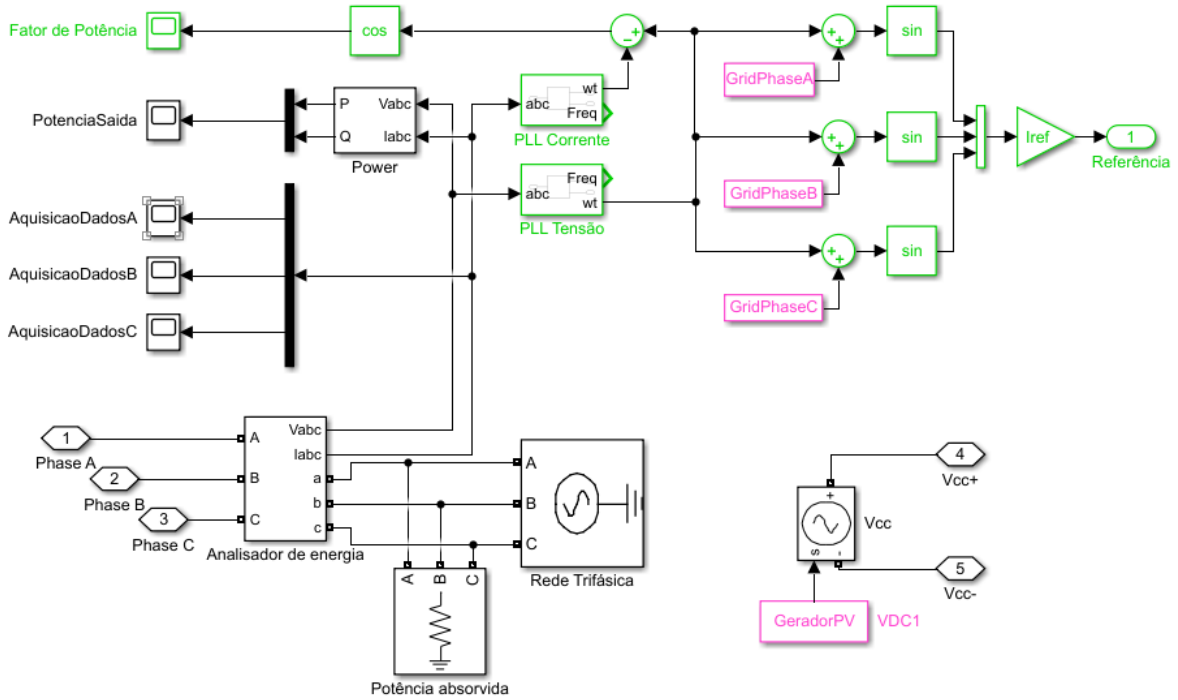 Fator de Potência
cos
−
+
+
+
sin
GridPhaseA
PotenciaSaida
P
Q
Vabc
Iabc
Power
abc
wt
Freq
PLL Corrente
+
+
sin
GridPhaseB
Iref
1
Referência
abc
Freq
wt
PLL Tensão
AquisicaoDadosA
AquisicaoDadosB
AquisicaoDadosC
+
+
sin
GridPhaseC
1
Phase A
2
Phase B
3
Phase C
A
B
C
Vabc
Iabc
a
b
c
Analisador de energia
A
B
C
Rede Trifásica
A
B
C
Potência absorvida
4
Vcc+
+
s
-
Vcc
5
Vcc-
GeradorPV
VDC1